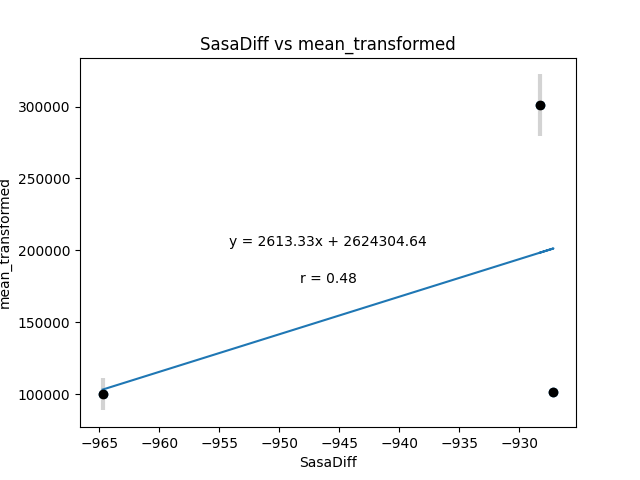 SasaDiff vs mean_transformed
300000
250000
200000
150000
100000
mean_transformed
y = 2613.33x + 2624304.64
r = 0.48
−965
−960
−955
−950
−945
−940
−935
−930
SasaDiff